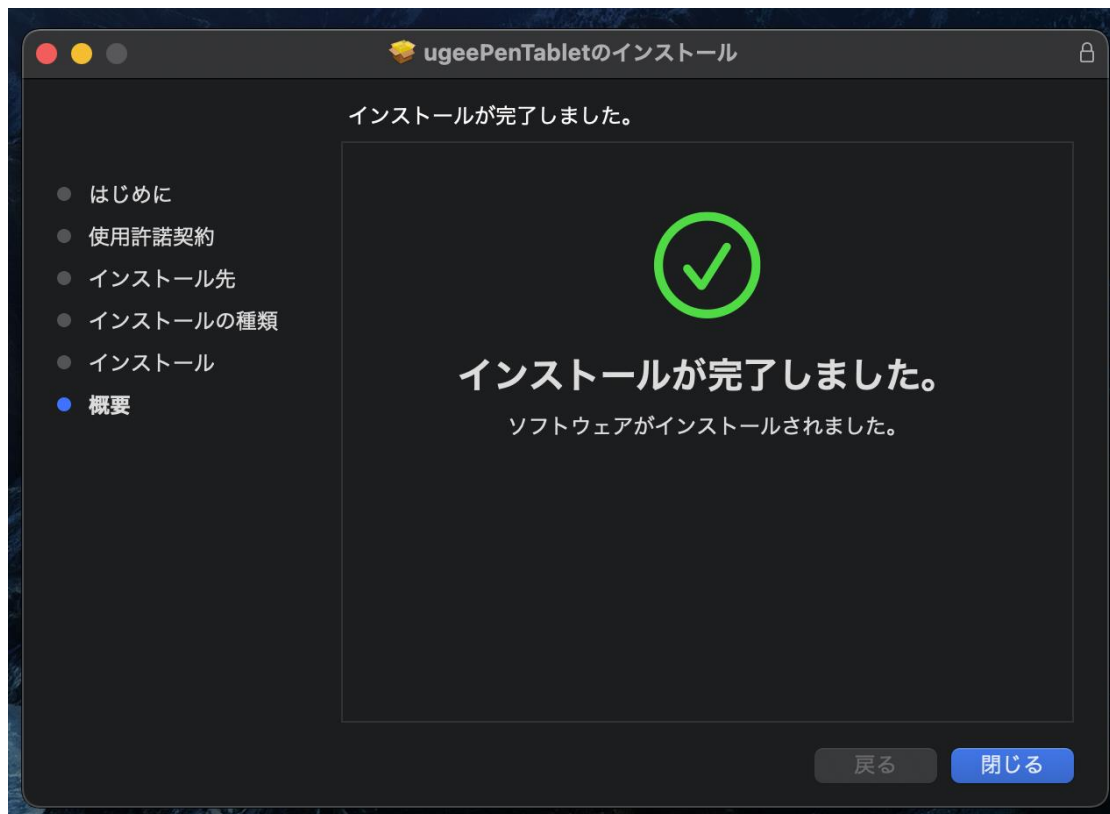 ugeePenTabletのインストール
インストールが完了しました。
はじめに
使用許諾契約
インストール先
インストールの種類
インストール
概要
インストールが完了しました。
ソフトウェアがインストールされました。
戻る
閉じる